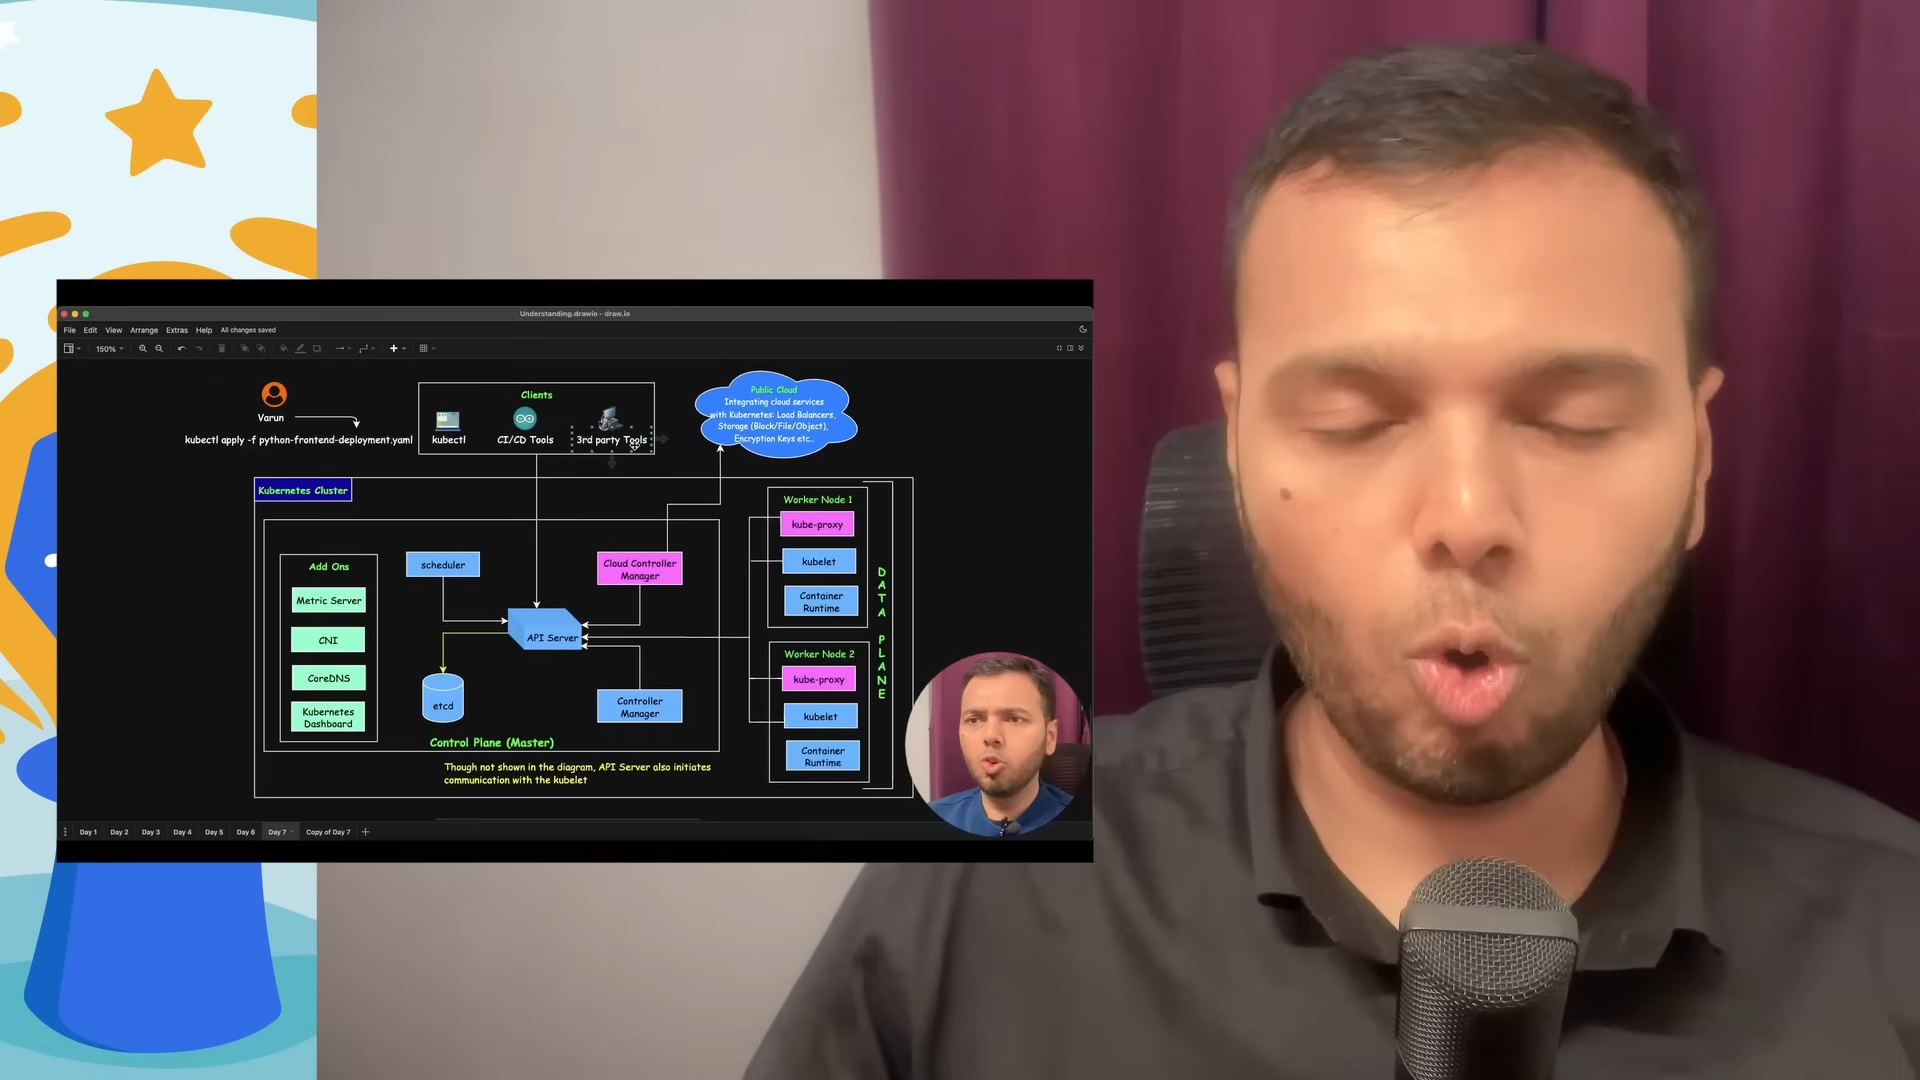 Understanding.drawio - draw.io
File Edit View Arrange Extras Help All changes saved
150%
Varun
kubectl apply -f python-frontend-deployment.yaml
Clients
kubectl
CI/CD Tools
3rd party Tools
Public Cloud
Integrating cloud services
with Kubernetes: Load Balancers,
Storage (Block/File/Object),
Encryption Keys etc..
Kubernetes Cluster
Add Ons
Metric Server
CNI
CoreDNS
Kubernetes
Dashboard
scheduler
Cloud Controller
Manager
API Server
etcd
Controller
Manager
Control Plane (Master)
Though not shown in the diagram, API Server also initiates
communication with the kubelet
Worker Node 1
kube-proxy
kubelet
Container
Runtime
Worker Node 2
kube-proxy
kubelet
Container
Runtime
DATA PLANE
Day 1 Day 2 Day 3 Day 4 Day 5 Day 6 Day 7 Copy of Day 7